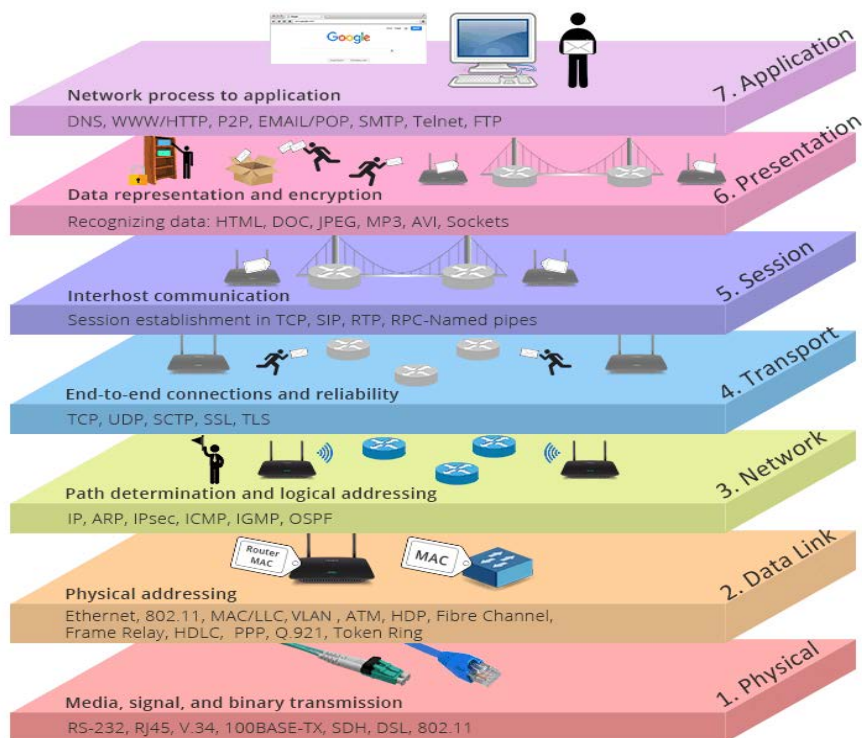 Google
7. Application
Network process to application
DNS, WWW/HTTP, P2P, EMAIL/POP, SMTP, Telnet, FTP
6. Presentation
Data representation and encryption
Recognizing data: HTML, DOC, JPEG, MP3, AVI, Sockets
5. Session
Interhost communication
Session establishment in TCP, SIP, RTP, RPC-Named pipes
4. Transport
End-to-end connections and reliability
TCP, UDP, SCTP, SSL, TLS
3. Network
Path determination and logical addressing
IP, ARP, IPsec, ICMP, IGMP, OSPF
Router
MAC
MAC
2. Data Link
Physical addressing
Ethernet, 802.11, MAC/LLC, VLAN , ATM, HDP, Fibre Channel,
Frame Relay, HDLC, PPP, Q.921, Token Ring
1. Physical
Media, signal, and binary transmission
RS-232, RJ45, V.34, 100BASE-TX, SDH, DSL, 802.11